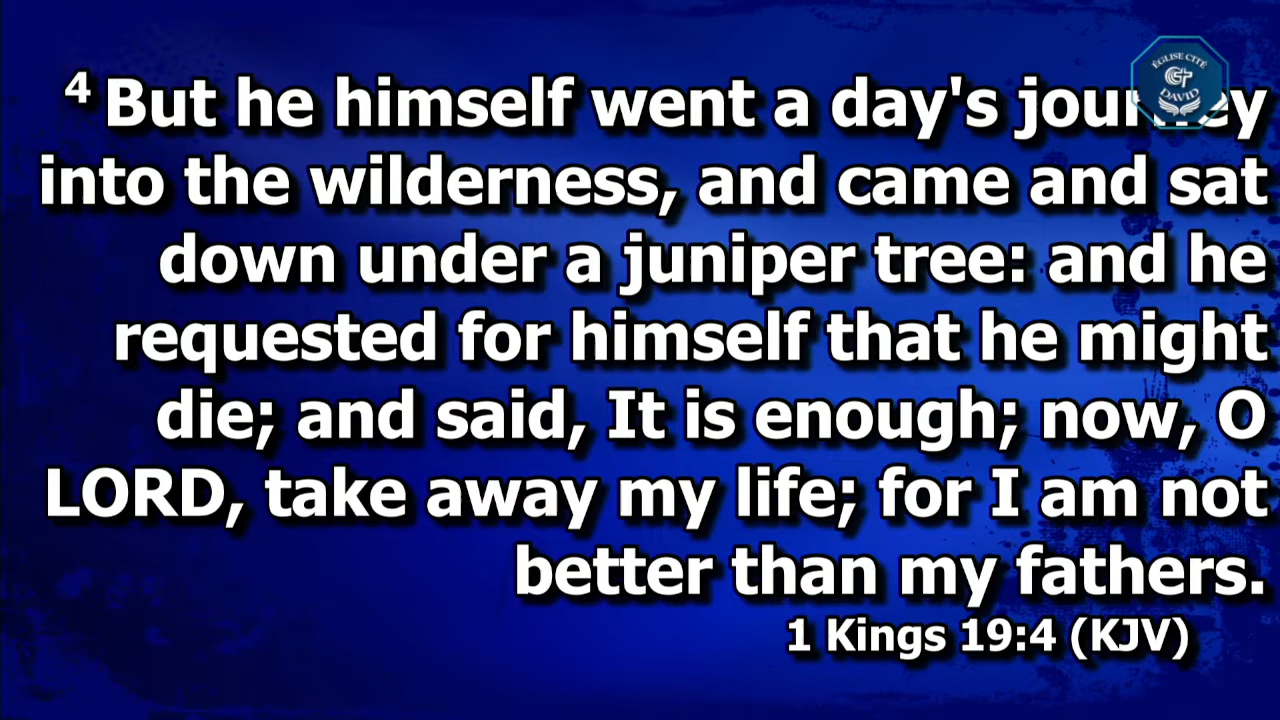 ÉGLISE CITÉ
DAVID
4 But he himself went a day's journey
into the wilderness, and came and sat
down under a juniper tree: and he
requested for himself that he might
die; and said, It is enough; now, O
LORD, take away my life; for I am not
better than my fathers.
1 Kings 19:4 (KJV)